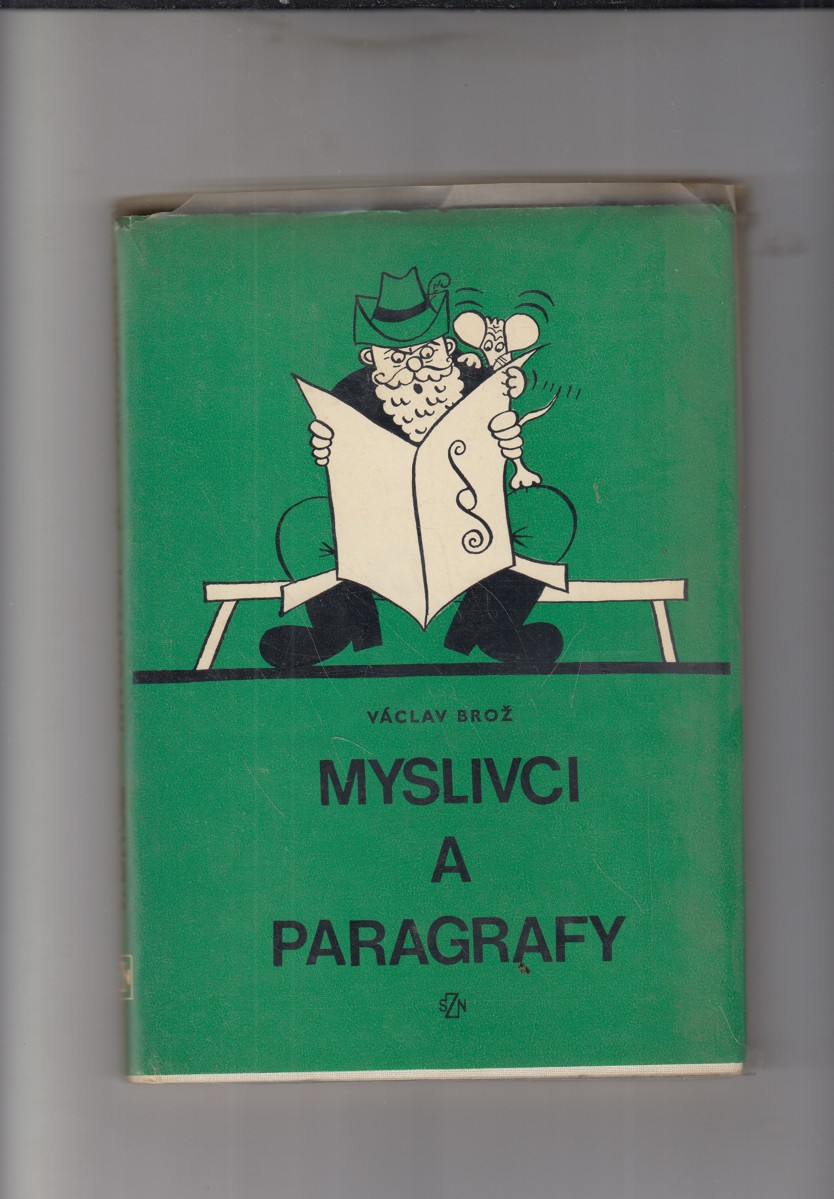 §
VÁCLAV BROŽ
MYSLIVCI
A
PARAGRAFY
SZN